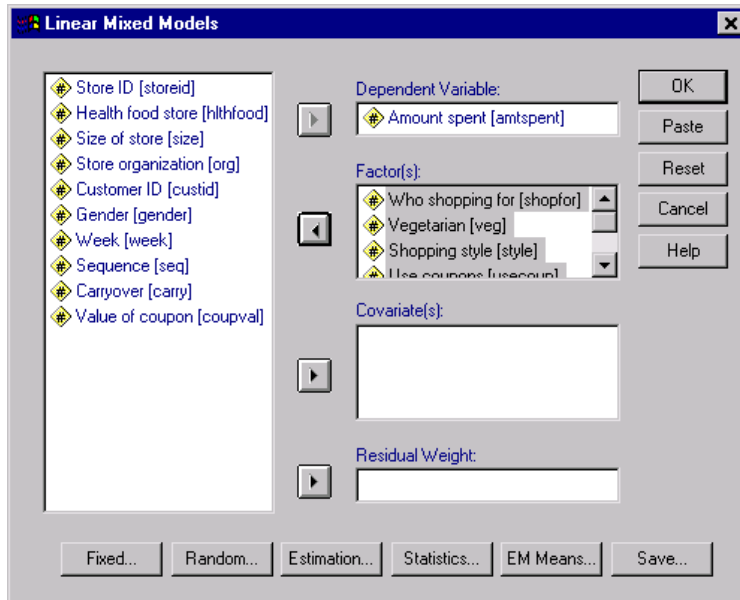 Linear Mixed Models
Store ID [storeid]
Health food store [hlthfood]
Size of store [size]
Store organization [org]
Customer ID [custid]
Gender [gender]
Week [week]
Sequence [seq]
Carryover [carry]
Value of coupon [coupval]
Dependent Variable:
Amount spent [amtspent]
Factor(s):
Who shopping for [shopfor]
Vegetarian [veg]
Shopping style [style]
Use coupons [usecoup]
Covariate(s):
Residual Weight:
OK
Paste
Reset
Cancel
Help
Fixed...
Random...
Estimation...
Statistics...
EM Means...
Save...